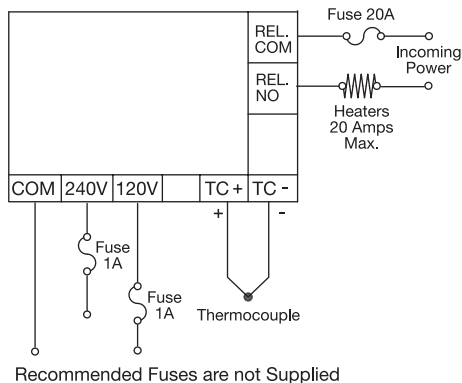 Fuse 20A
REL.
COM
Incoming
Power
REL.
NO
Heaters
20 Amps
Max.
COM 240V 120V TC + TC -
+ -
Fuse
1A
Fuse
1A
Thermocouple
Recommended Fuses are not Supplied